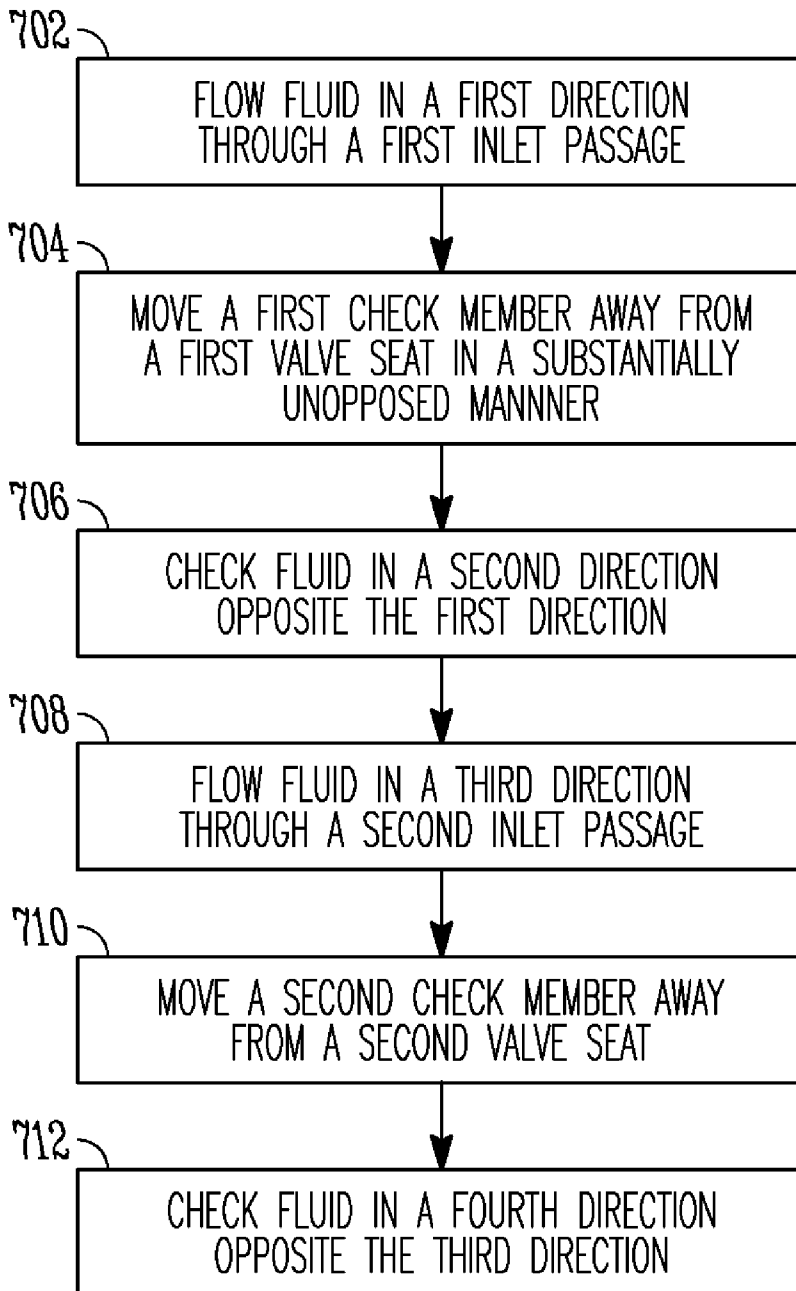 702
FLOW FLUID IN A FIRST DIRECTION
THROUGH A FIRST INLET PASSAGE
704
MOVE A FIRST CHECK MEMBER AWAY FROM
A FIRST VALVE SEAT IN A SUBSTANTIALLY
UNOPPOSED MANNNER
706
CHECK FLUID IN A SECOND DIRECTION
OPPOSITE THE FIRST DIRECTION
708
FLOW FLUID IN A THIRD DIRECTION
THROUGH A SECOND INLET PASSAGE
710
MOVE A SECOND CHECK MEMBER AWAY
FROM A SECOND VALVE SEAT
712
CHECK FLUID IN A FOURTH DIRECTION
OPPOSITE THE THIRD DIRECTION